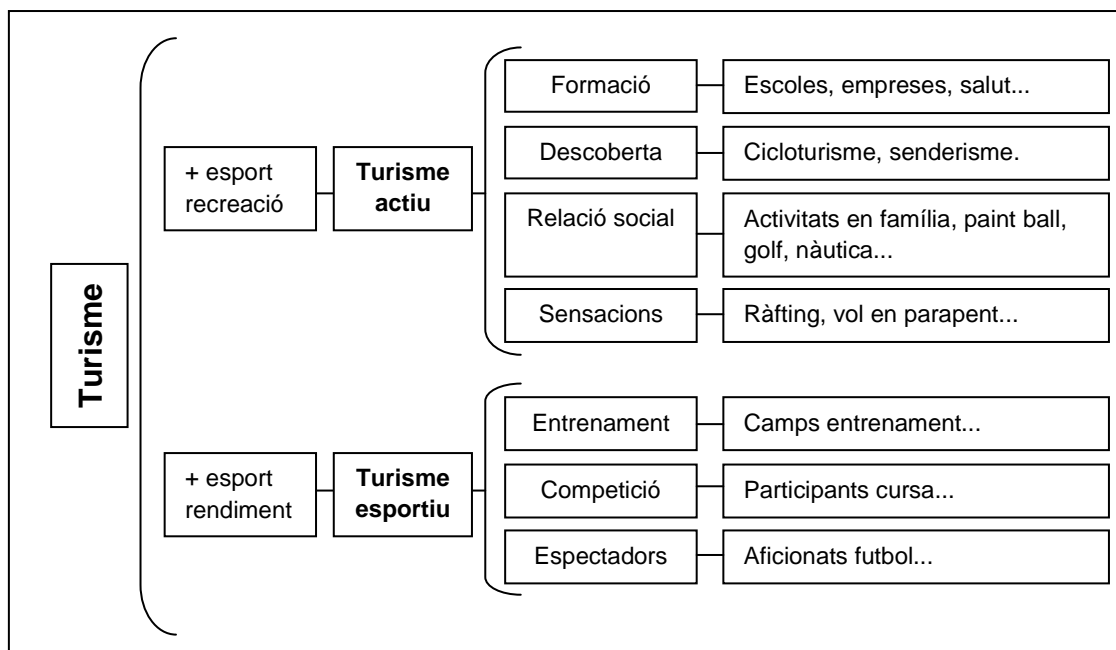 Turisme
+ esport
recreació
Turisme
actiu
Formació
Escoles, empreses, salut...
Descoberta
Cicloturisme, senderisme.
Relació social
Activitats en família, paint ball,
golf, nàutica...
Sensacions
Ràfting, vol en parapent...
+ esport
rendiment
Turisme
esportiu
Entrenament
Camps entrenament...
Competició
Participants cursa...
Espectadors
Aficionats futbol...